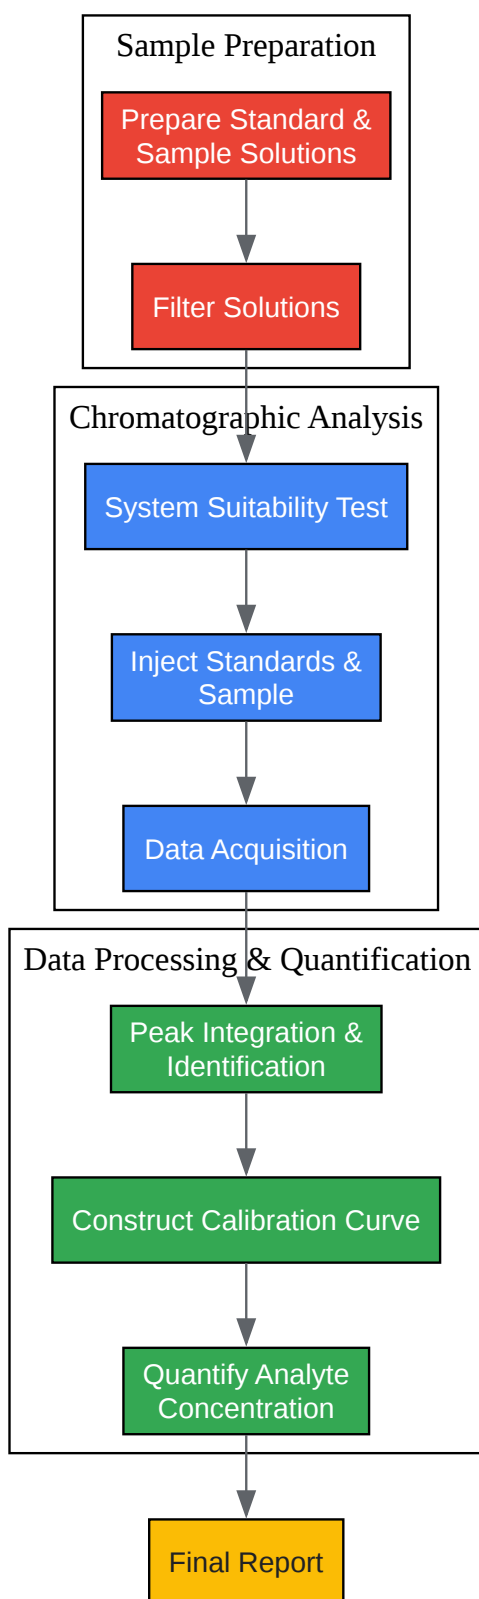 Sample Preparation
Prepare Standard &
Sample Solutions
Filter Solutions
Chromatographic Analysis
System Suitability Test
Inject Standards &
Sample
Data Acquisition
Data Processing & Quantification
Peak Integration &
Identification
Construct Calibration Curve
Quantify Analyte
Concentration
Final Report